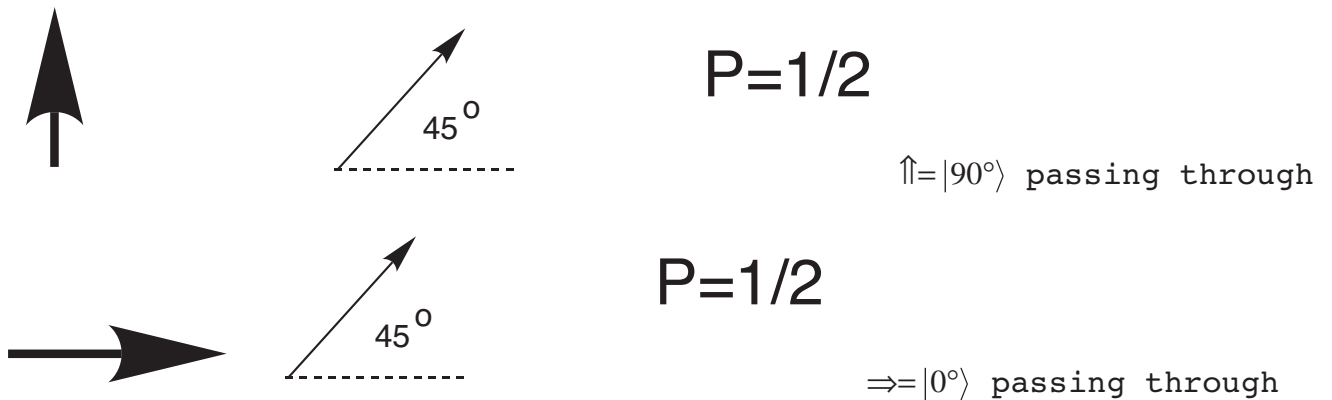 P=1/2
45°
⇑=|90°⟩ passing through
P=1/2
45°
⇒=|0°⟩ passing through